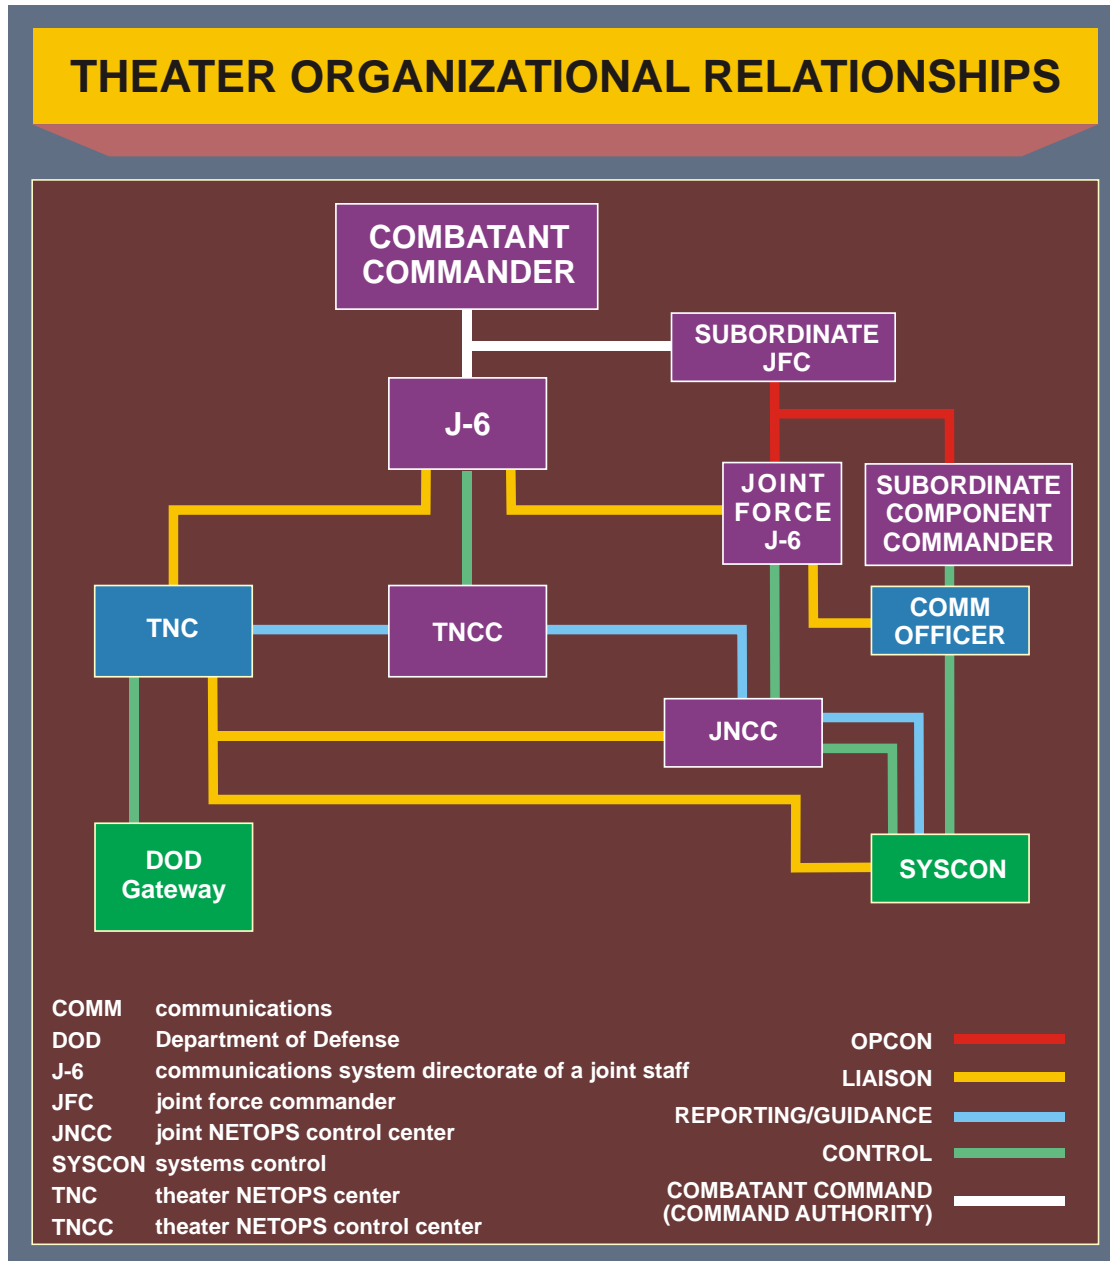 THEATER ORGANIZATIONAL RELATIONSHIPS
COMBATANT
COMMANDER
SUBORDINATE
JFC
J-6
JOINT
FORCE
J-6
SUBORDINATE
COMPONENT
COMMANDER
TNC
TNCC
COMM
OFFICER
JNCC
DOD
Gateway
SYSCON
COMM communications
DOD Department of Defense
J-6 communications system directorate of a joint staff
JFC joint force commander
JNCC joint NETOPS control center
SYSCON systems control
TNC theater NETOPS center
TNCC theater NETOPS control center
OPCON
LIAISON
REPORTING/GUIDANCE
CONTROL
COMBATANT COMMAND
(COMMAND AUTHORITY)